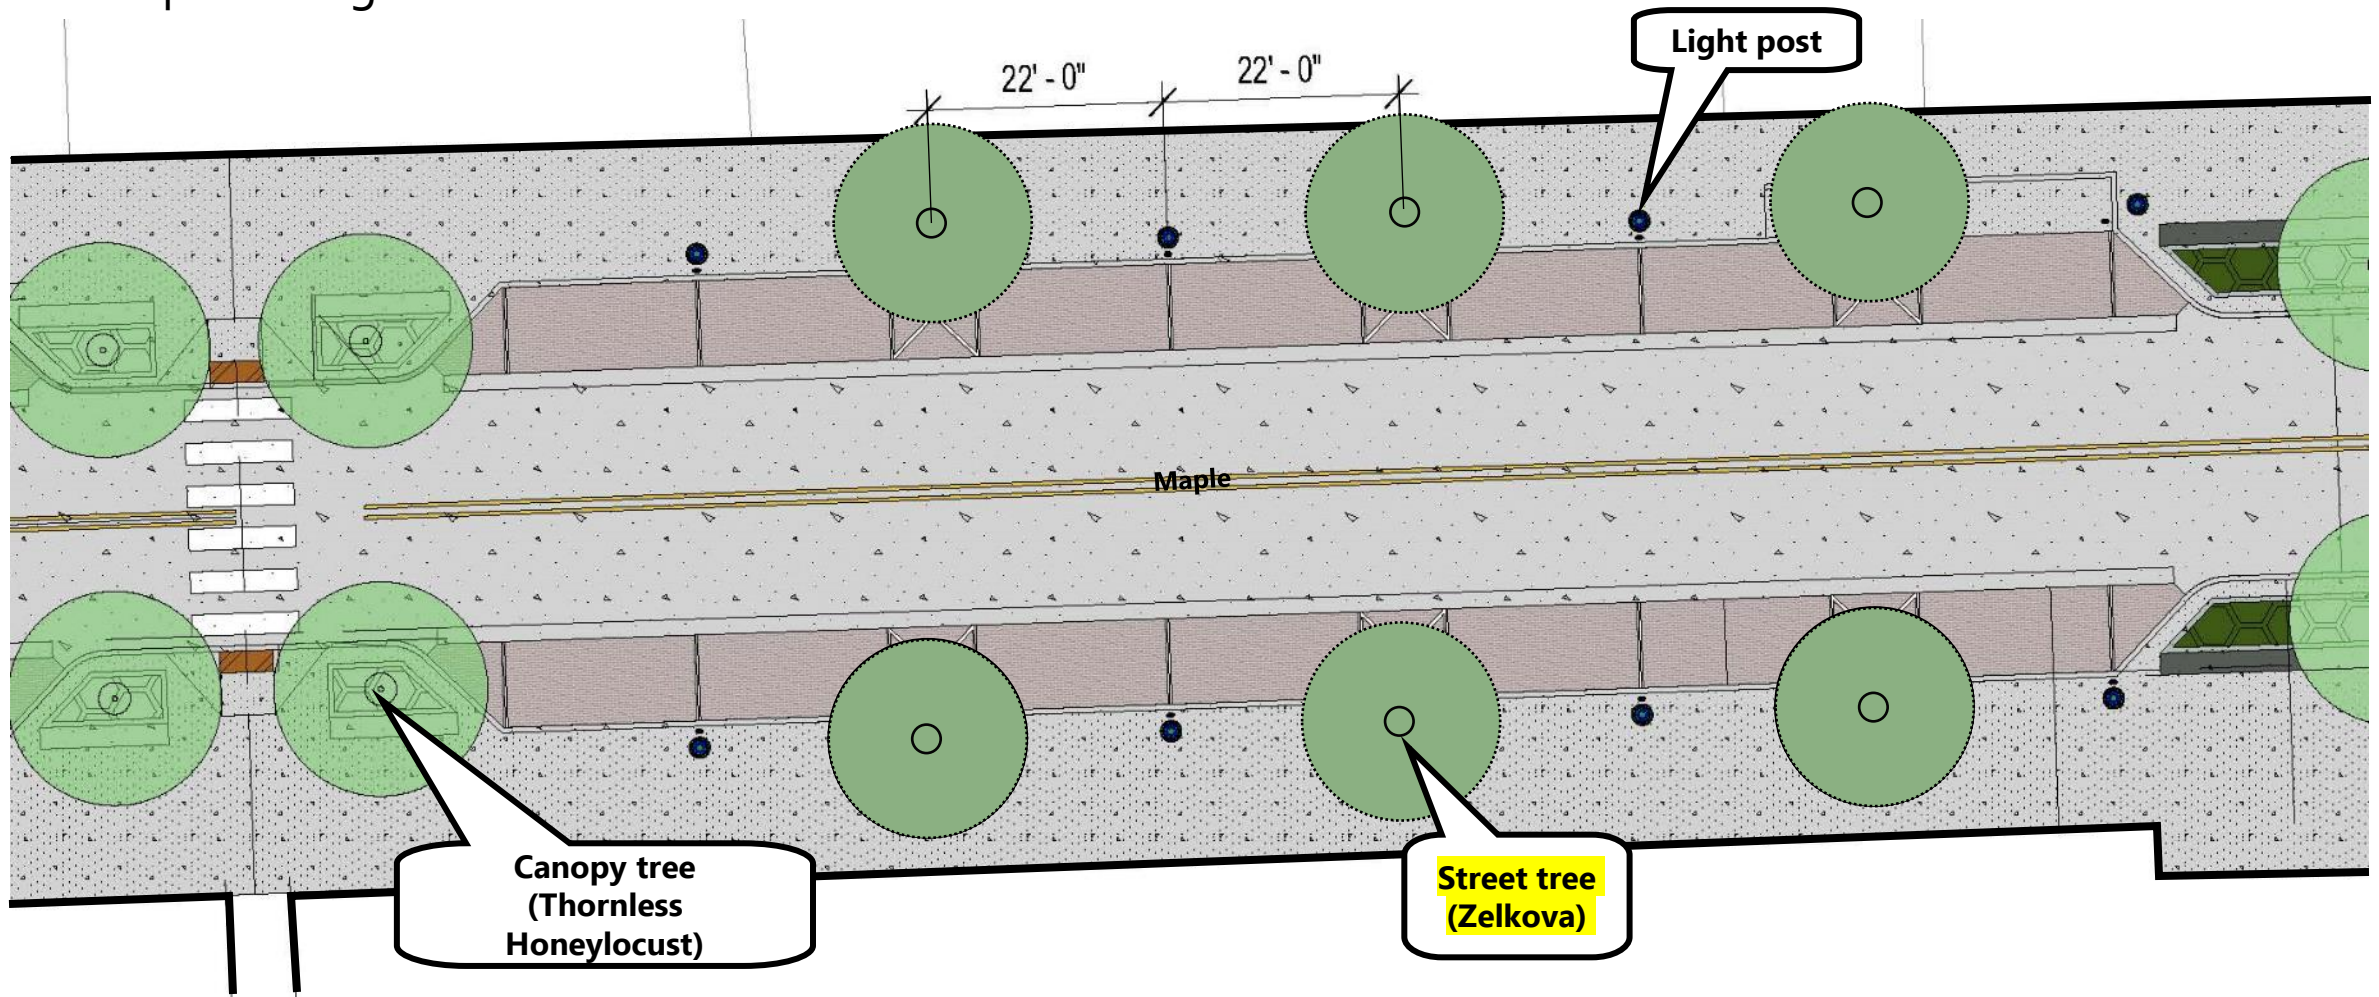 Light post
22' - 0"
22' - 0"
Maple
Canopy tree
(Thornless
Honeylocust)
Street tree
(Zelkova)